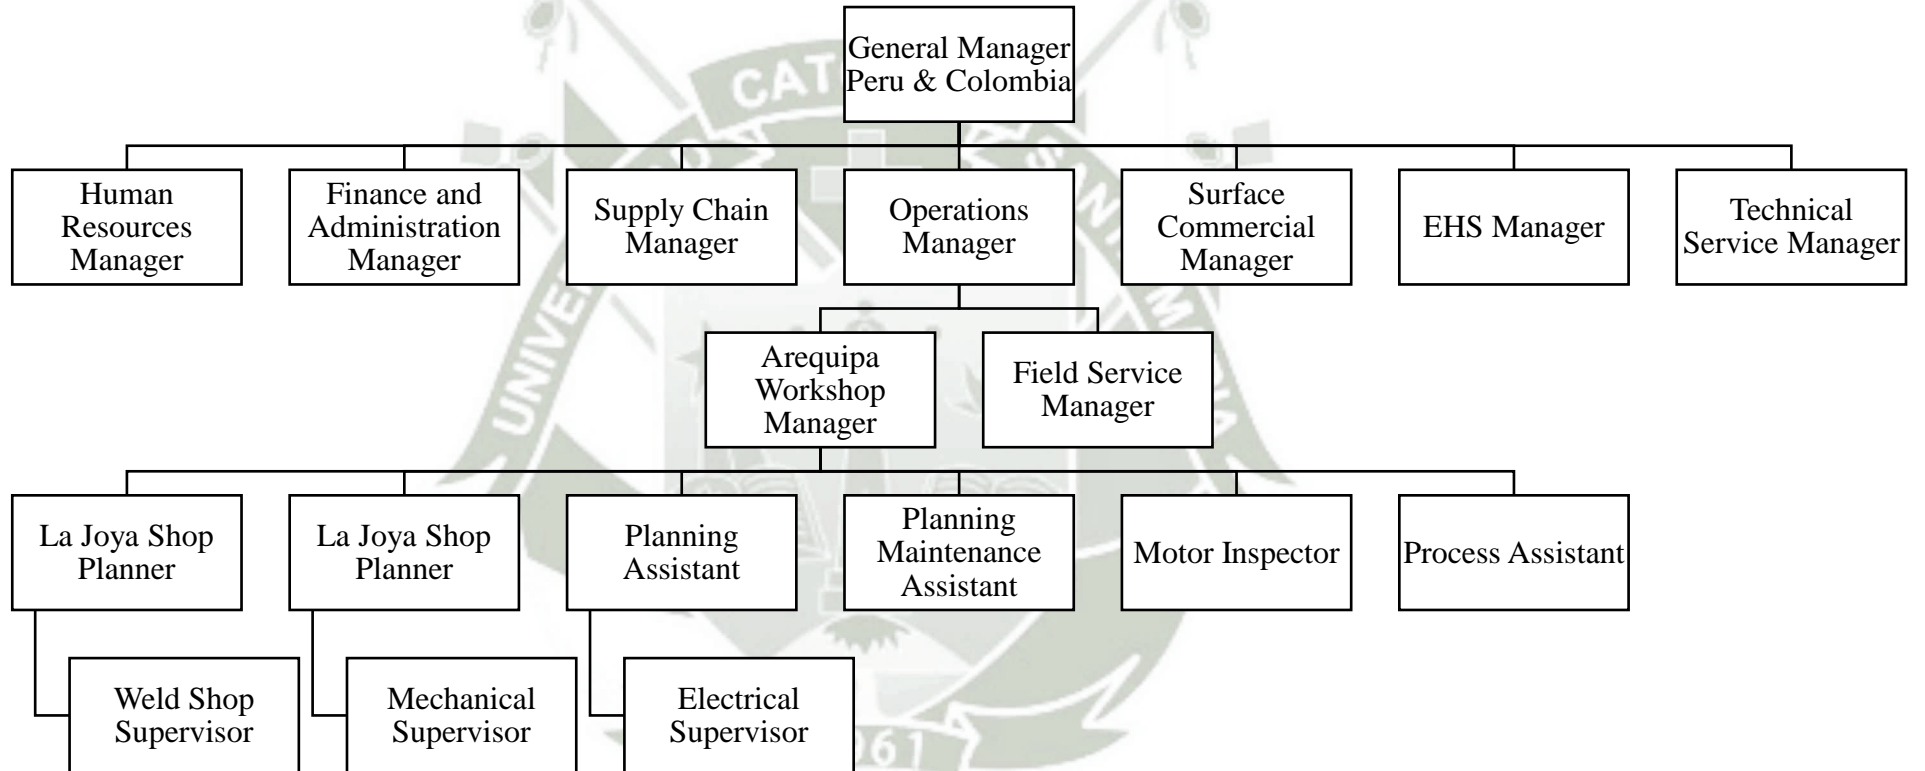 General Manager
Peru & Colombia
Human
Resources
Manager
Finance and
Administration
Manager
Supply Chain
Manager
Operations
Manager
Surface
Commercial
Manager
EHS Manager
Technical
Service Manager
Arequipa
Workshop
Manager
Field Service
Manager
La Joya Shop
Planner
La Joya Shop
Planner
Planning
Assistant
Planning
Maintenance
Assistant
Motor Inspector
Process Assistant
Weld Shop
Supervisor
Mechanical
Supervisor
Electrical
Supervisor